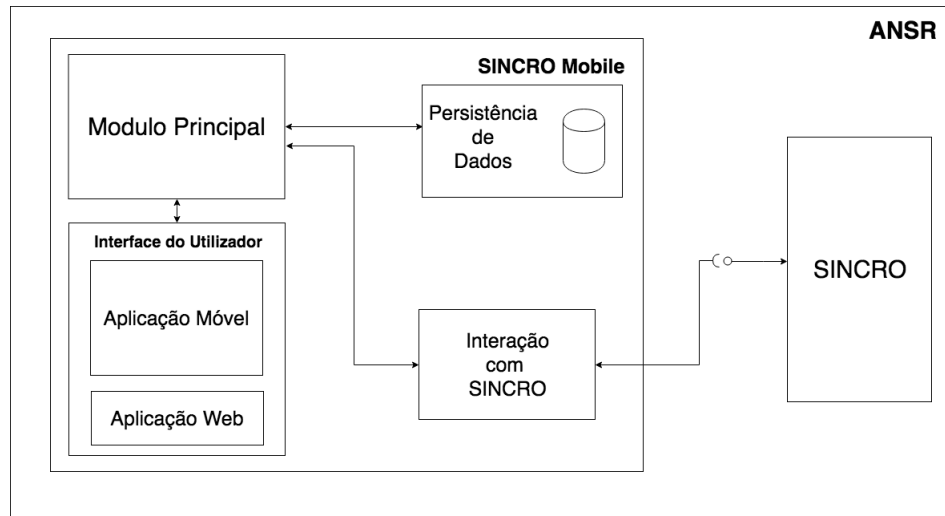 ANSR
SINCRO Mobile
Modulo Principal
Persistência
de
Dados
Interface do Utilizador
Aplicação Móvel
Aplicação Web
Interação
com
SINCRO
SINCRO